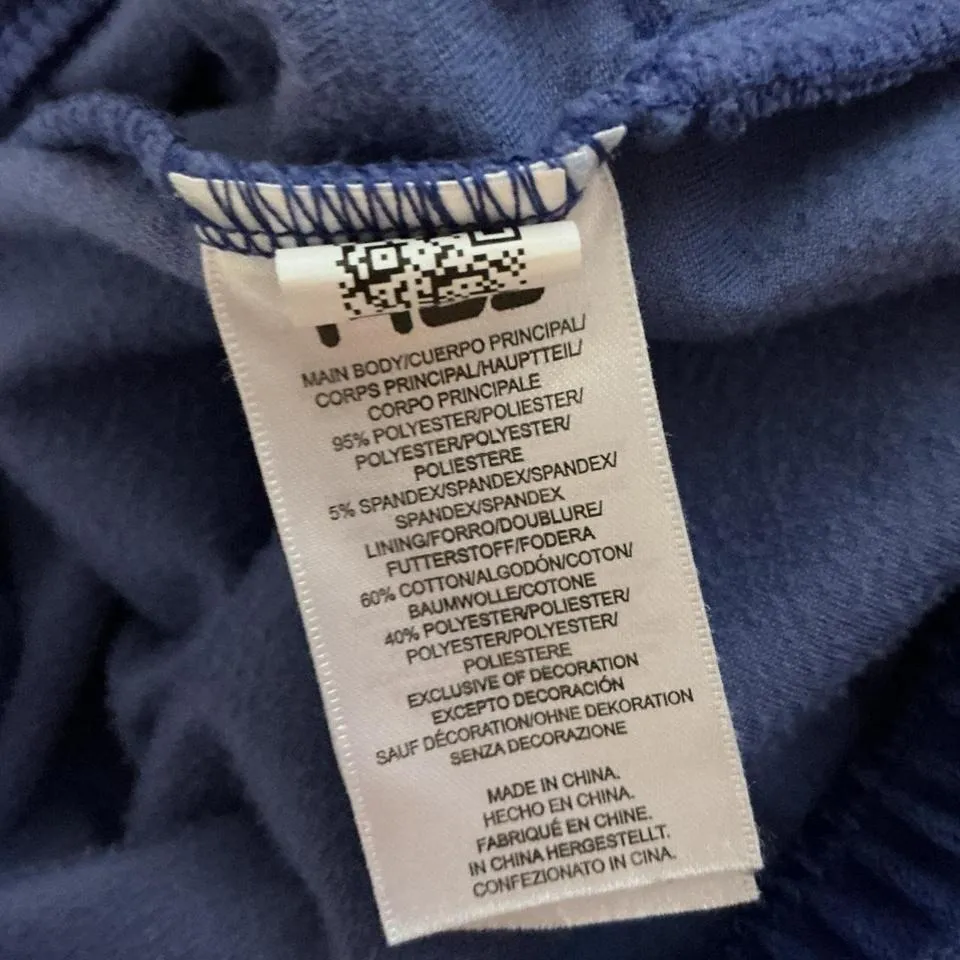 MAIN BODY/CUERPO PRINCIPAL/
CORPS PRINCIPAL/HAUPTTEIL/
CORPO PRINCIPALE
95% POLYESTER/POLIESTER/
POLYESTER/POLYESTER/
POLIESTERE
5% SPANDEX/SPANDEX/SPANDEX/
SPANDEX/SPANDEX
LINING/FORRO/DOUBLURE/
FUTTERSTOFF/FODERA
60% COTTON/ALGODÓN/COTON/
BAUMWOLLE/COTONE
40% POLYESTER/POLIESTER/
POLYESTER/POLYESTER/
POLIESTERE
EXCLUSIVE OF DECORATION
EXCEPTO DECORACIÓN
SAUF DÉCORATION/OHNE DEKORATION
SENZA DECORAZIONE
MADE IN CHINA.
HECHO EN CHINA.
FABRIQUÉ EN CHINE.
IN CHINA HERGESTELLT.
CONFEZIONATO IN CINA.